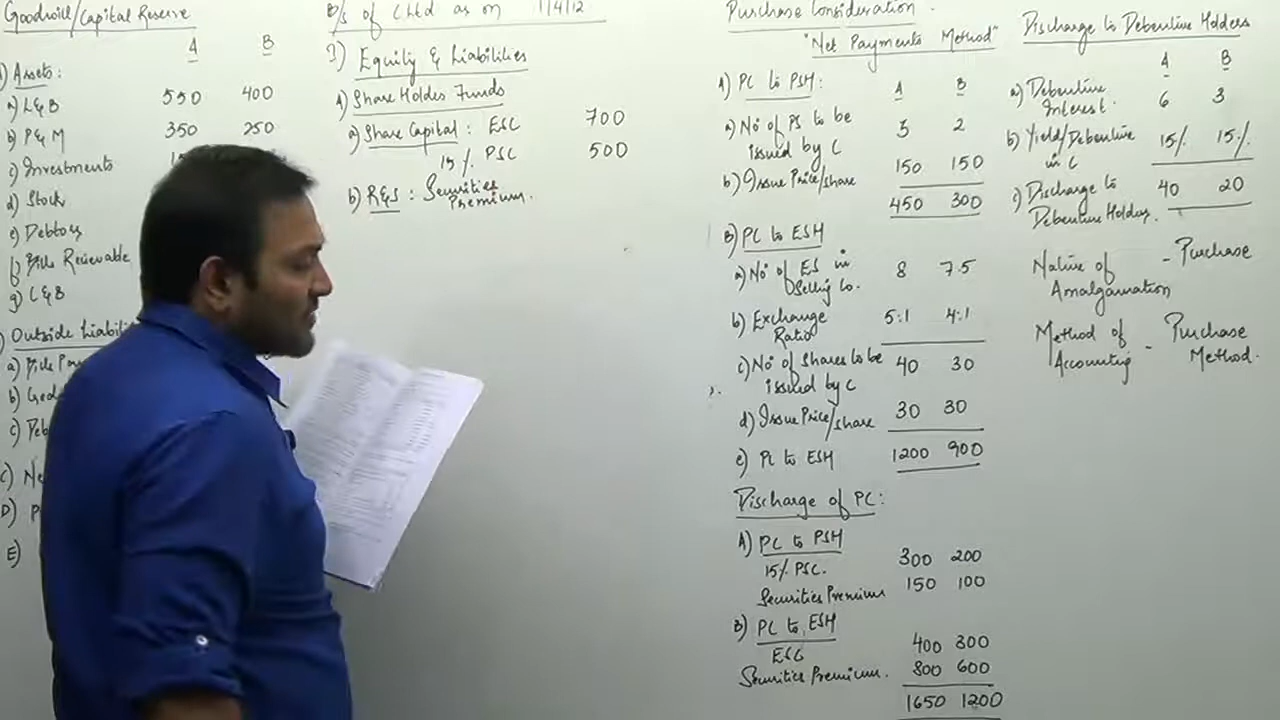 Goodwill/Capital Reserve
A B
A) Assets:
a) L&B 550 400
b) P&M 350 250
c) Investments
d) Stock
e) Debtors
f) Bills Receivable
g) C&B
Outside Liabili
a) Bills Pay
b) Cred
c) Deb
C) Ne
D) P
E)
B/s of C Ltd as on 1/4/12
I) Equity & Liabilities
A) Share Holdes Funds
a) Share Capital: ESC 700
15% PSC 500
b) R&S: Securities
Premium.
Purchase Consideration.
"Net Payments Method"
A) PC to PSH: A B
a) No of PS to be
issued by C 3 2
b) Issue Price/share 150 150
450 300
B) PC to ESH
a) No of ES in
Selling Co. 8 7.5
b) Exchange
Ratio 5:1 4:1
c) No of Shares to be
issued by C 40 30
d) Issue Price/share 30 30
e) PC to ESH 1200 900
Discharge of PC:
A) PC to PSH
15% PSC. 300 200
Securities Premium 150 100
B) PC to ESH
ESC 400 300
Securities Premium. 800 600
1650 1200
Discharge to Debenture Holders
A B
a) Debenture
Interest. 6 3
b) Yield/Debenture
in C 15% 15%
c) Discharge to
Debenture Holders. 40 20
Nature of - Purchase
Amalgamation
Method of - Purchase
Accounting Method.